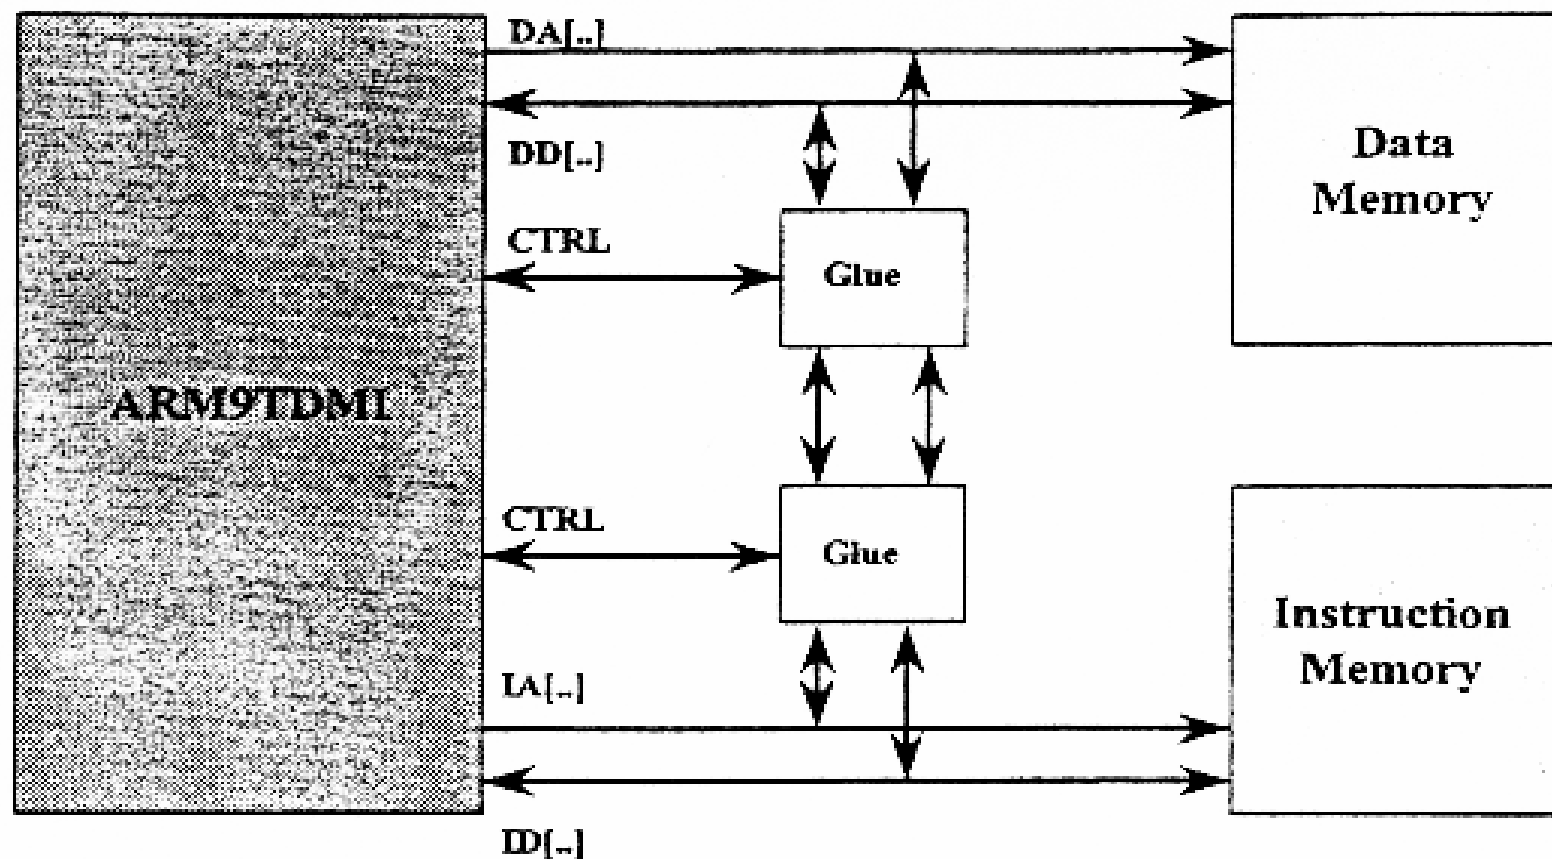 DA[..]
DD[..]
Data
Memory
CTRL
Glue
ARM9TDMI
CTRL
Glue
Instruction
Memory
IA[..]
ID[..]